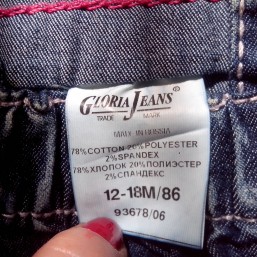 GLORIA JEANS®
TRADE MARK
MADE IN RUSSIA
78%COTTON 20%POLYESTER
2%SPANDEX
78%ХЛОПОК 20%ПОЛИЭСТЕР
2%СПАНДЕКС
12-18M/86
93678/06